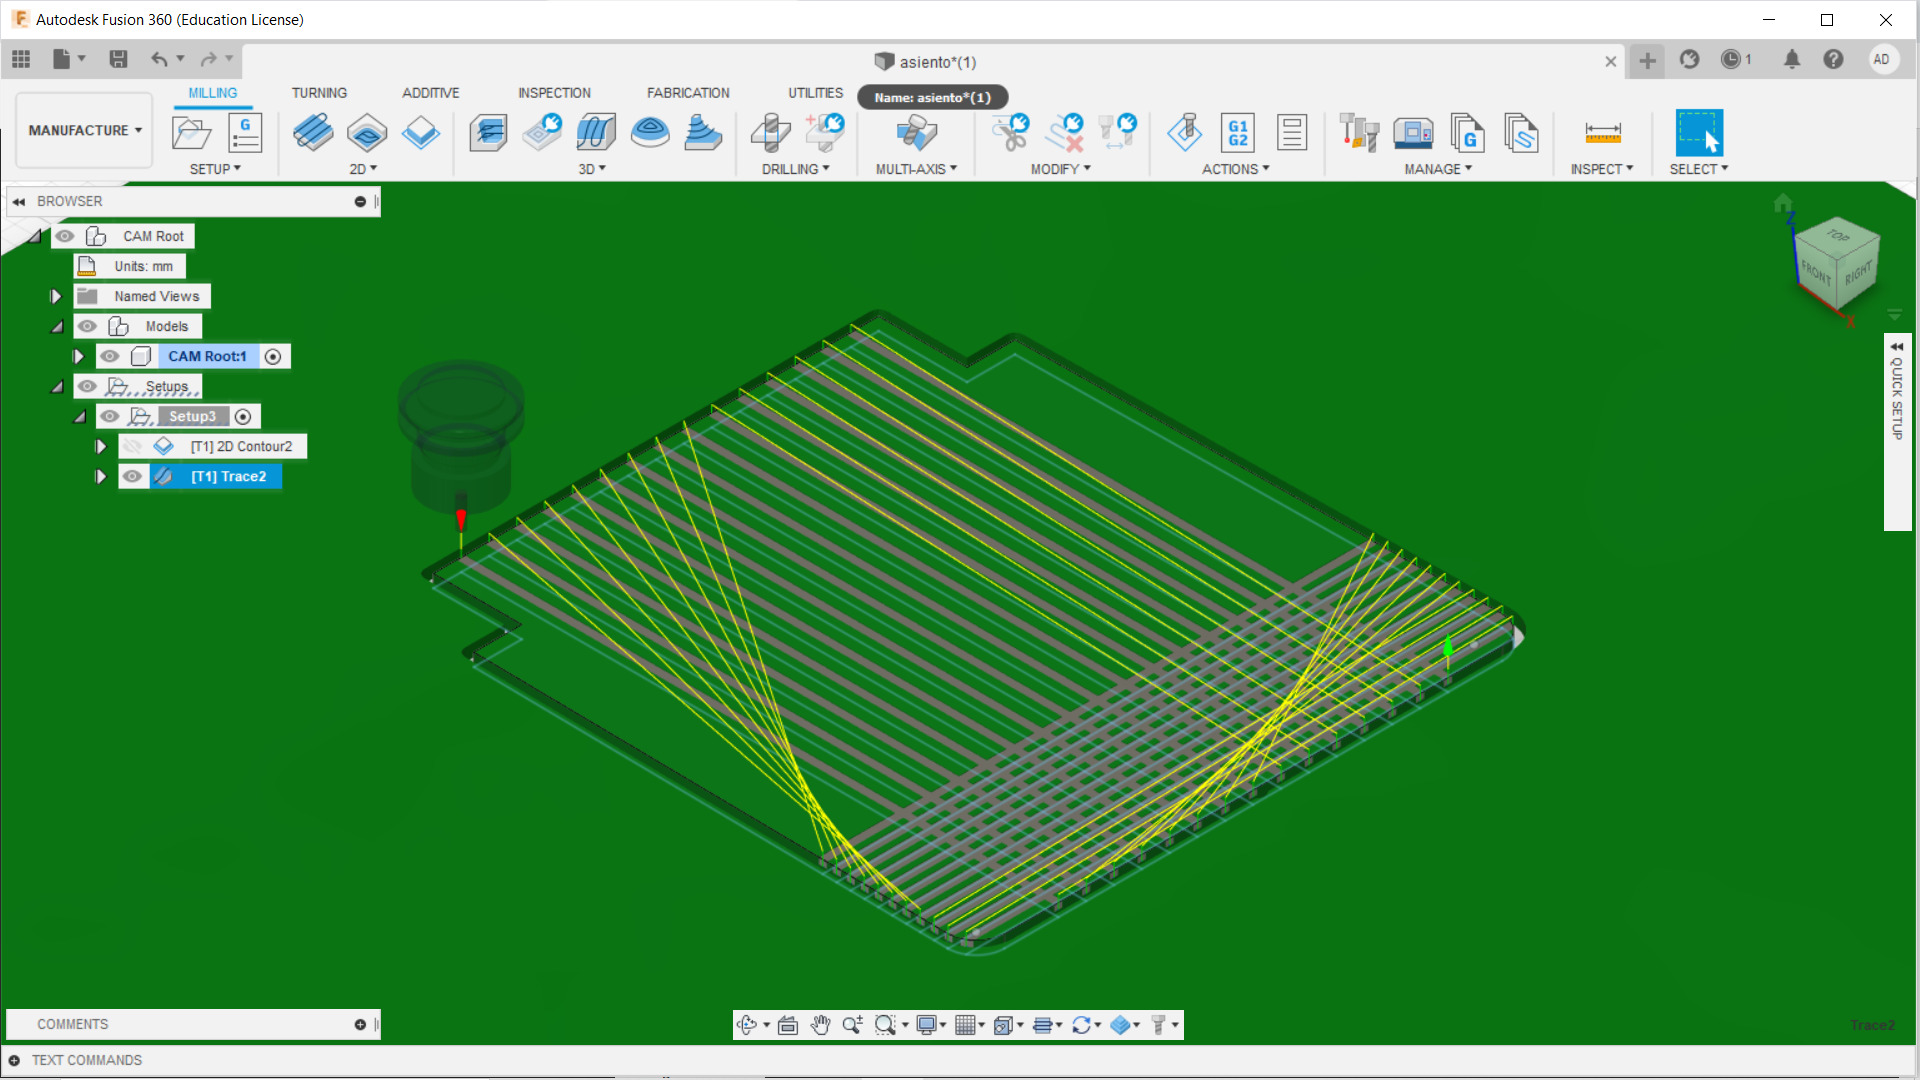 Autodesk Fusion 360 (Education License)
asiento*(1)
1
AD
MANUFACTURE
MILLING TURNING ADDITIVE INSPECTION FABRICATION UTILITIES
Name: asiento*(1)
G
G1
G2
G
SETUP 2D 3D DRILLING MULTI-AXIS MODIFY ACTIONS MANAGE INSPECT SELECT
BROWSER
CAM Root
Units: mm
Named Views
Models
CAM Root:1
Setups
Setup3
[T1] 2D Contour2
[T1] Trace2
Z
TOP
FRONT
RIGHT
X
QUICK SETUP
COMMENTS
Trace2
TEXT COMMANDS